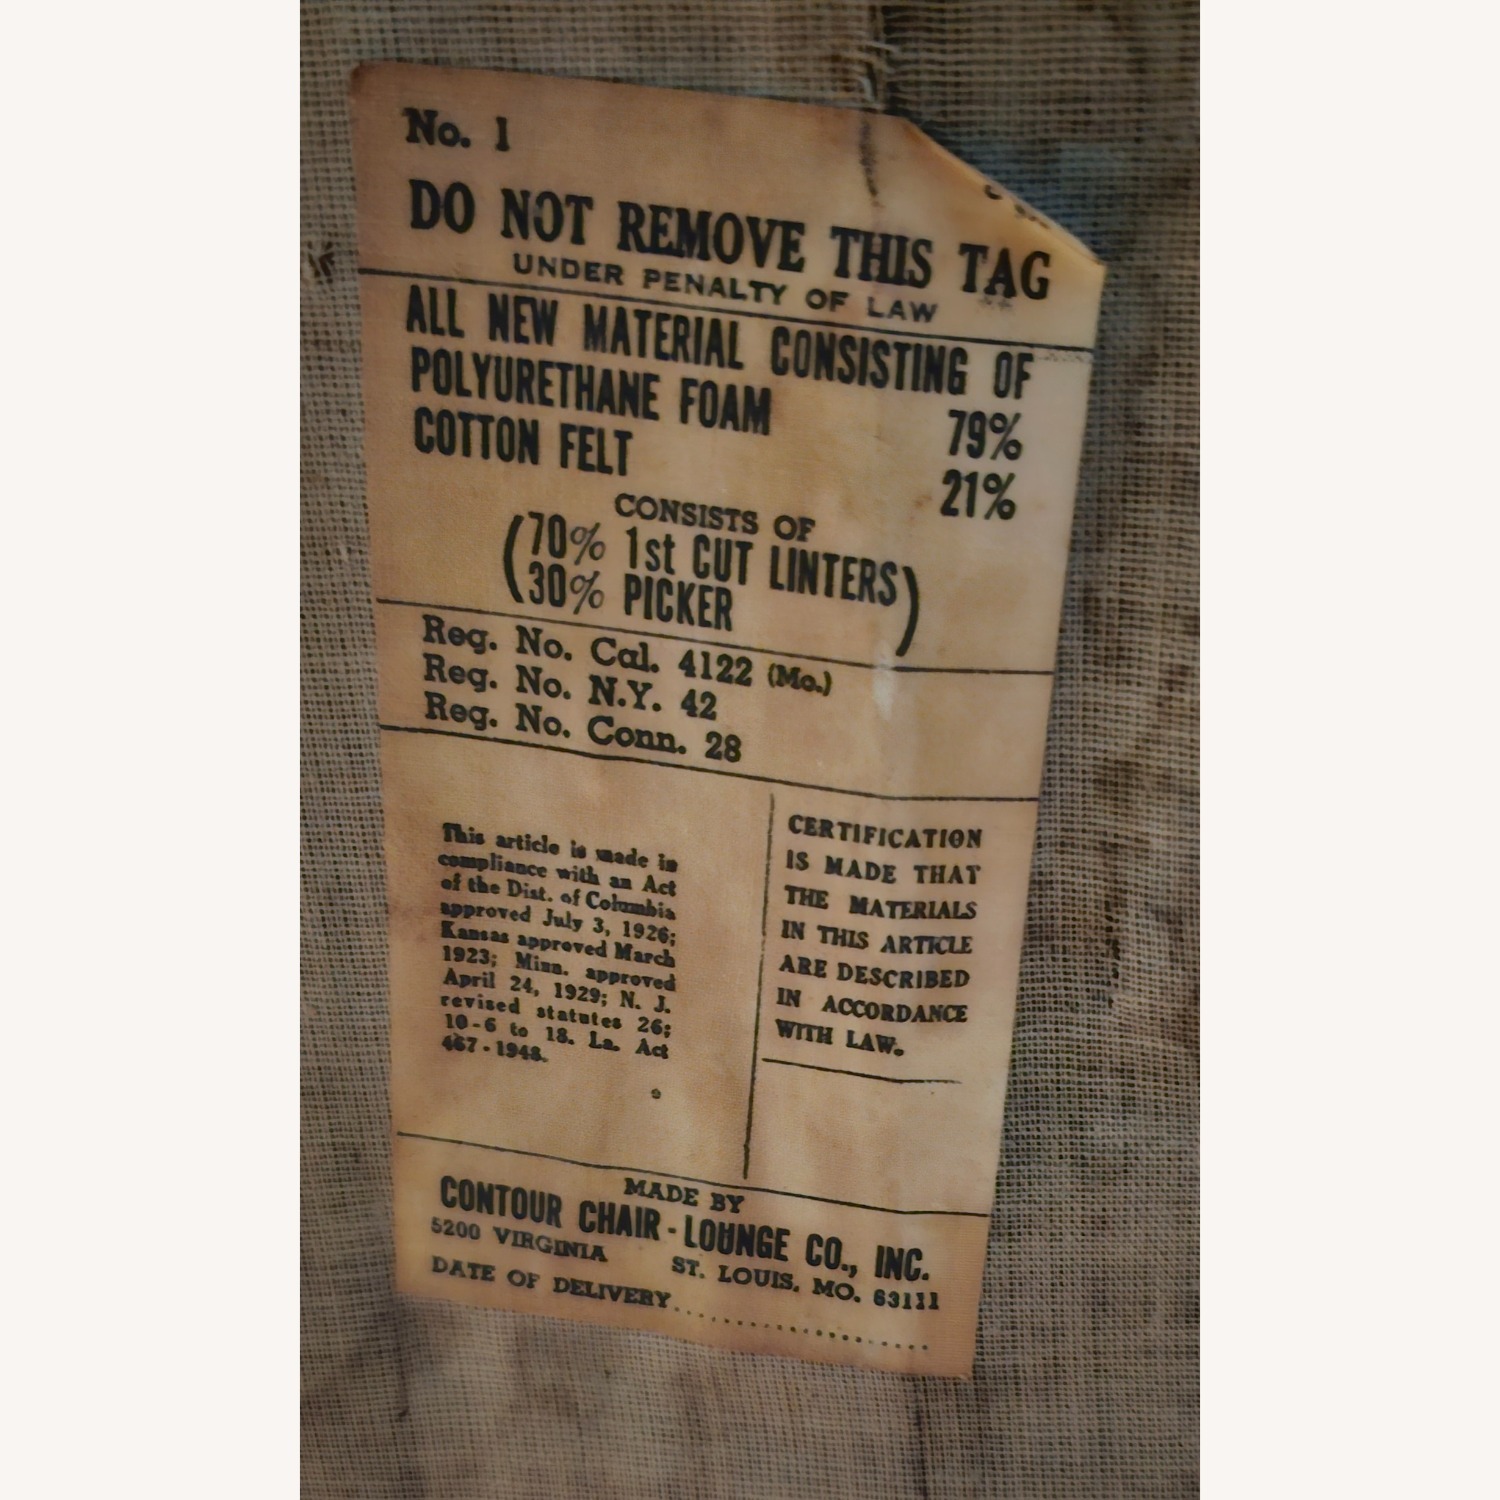 No. 1
DO NOT REMOVE THIS TAG
UNDER PENALTY OF LAW
ALL NEW MATERIAL CONSISTING OF
POLYURETHANE FOAM 79%
COTTON FELT 21%
CONSISTS OF
(70% 1st CUT LINTERS
30% PICKER)
Reg. No. Cal. 4122 (Mo.)
Reg. No. N.Y. 42
Reg. No. Conn. 28
This article is made in
compliance with an Act
of the Dist. of Columbia
approved July 3, 1926;
Kansas approved March
1923; Minn. approved
April 24, 1929; N. J.
revised statutes 26;
10-6 to 18. La. Act
467-1948.
CERTIFICATION
IS MADE THAT
THE MATERIALS
IN THIS ARTICLE
ARE DESCRIBED
IN ACCORDANCE
WITH LAW.
MADE BY
CONTOUR CHAIR-LOUNGE CO., INC.
5200 VIRGINIA ST. LOUIS, MO. 63111
DATE OF DELIVERY....................